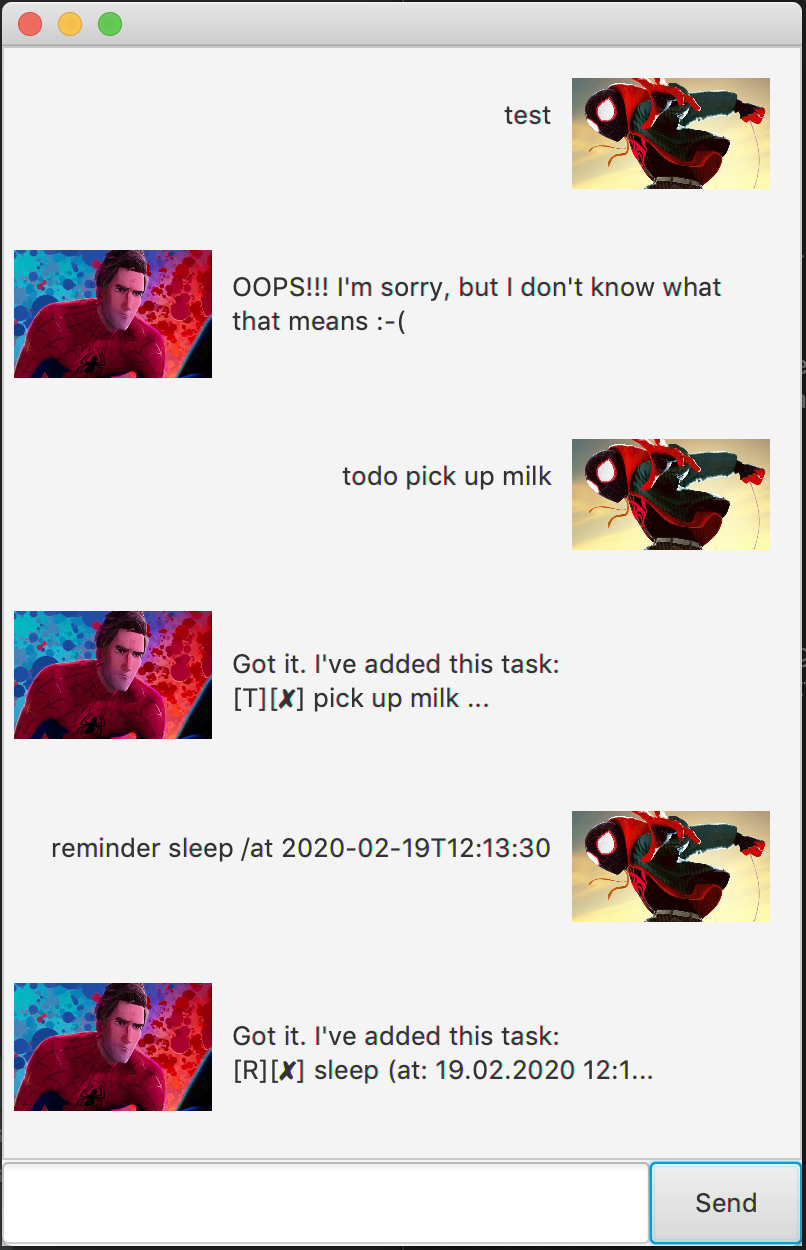 test
OOPS!!! I'm sorry, but I don't know what
that means :-(
todo pick up milk
Got it. I've added this task:
[T][✘] pick up milk ...
reminder sleep /at 2020-02-19T12:13:30
Got it. I've added this task:
[R][✘] sleep (at: 19.02.2020 12:1...
Send